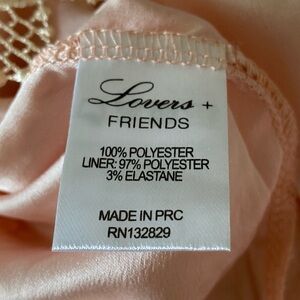 Lovers +
FRIENDS
100% POLYESTER
LINER: 97% POLYESTER
3% ELASTANE
MADE IN PRC
RN132829